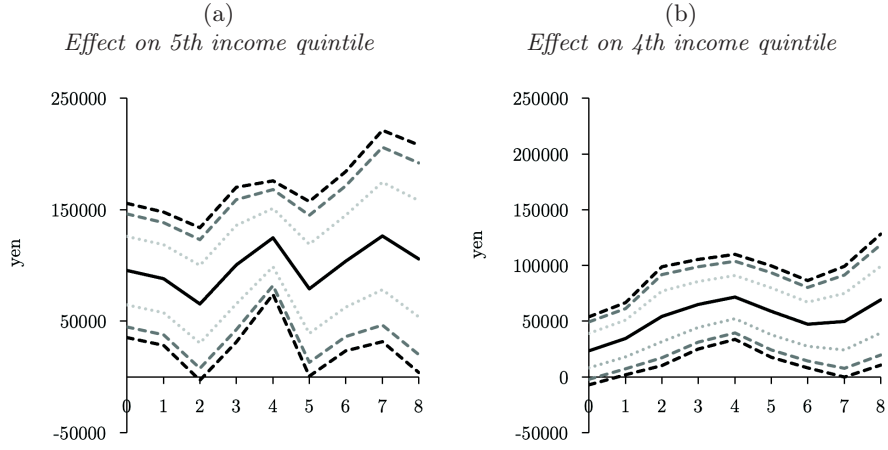 (a)
Effect on 5th income quintile
250000
150000
yen
50000
0 1 2 3 4 5 6 7 8
-50000
(b)
Effect on 4th income quintile
250000
200000
150000
yen
100000
50000
0
0 1 2 3 4 5 6 7 8
-50000